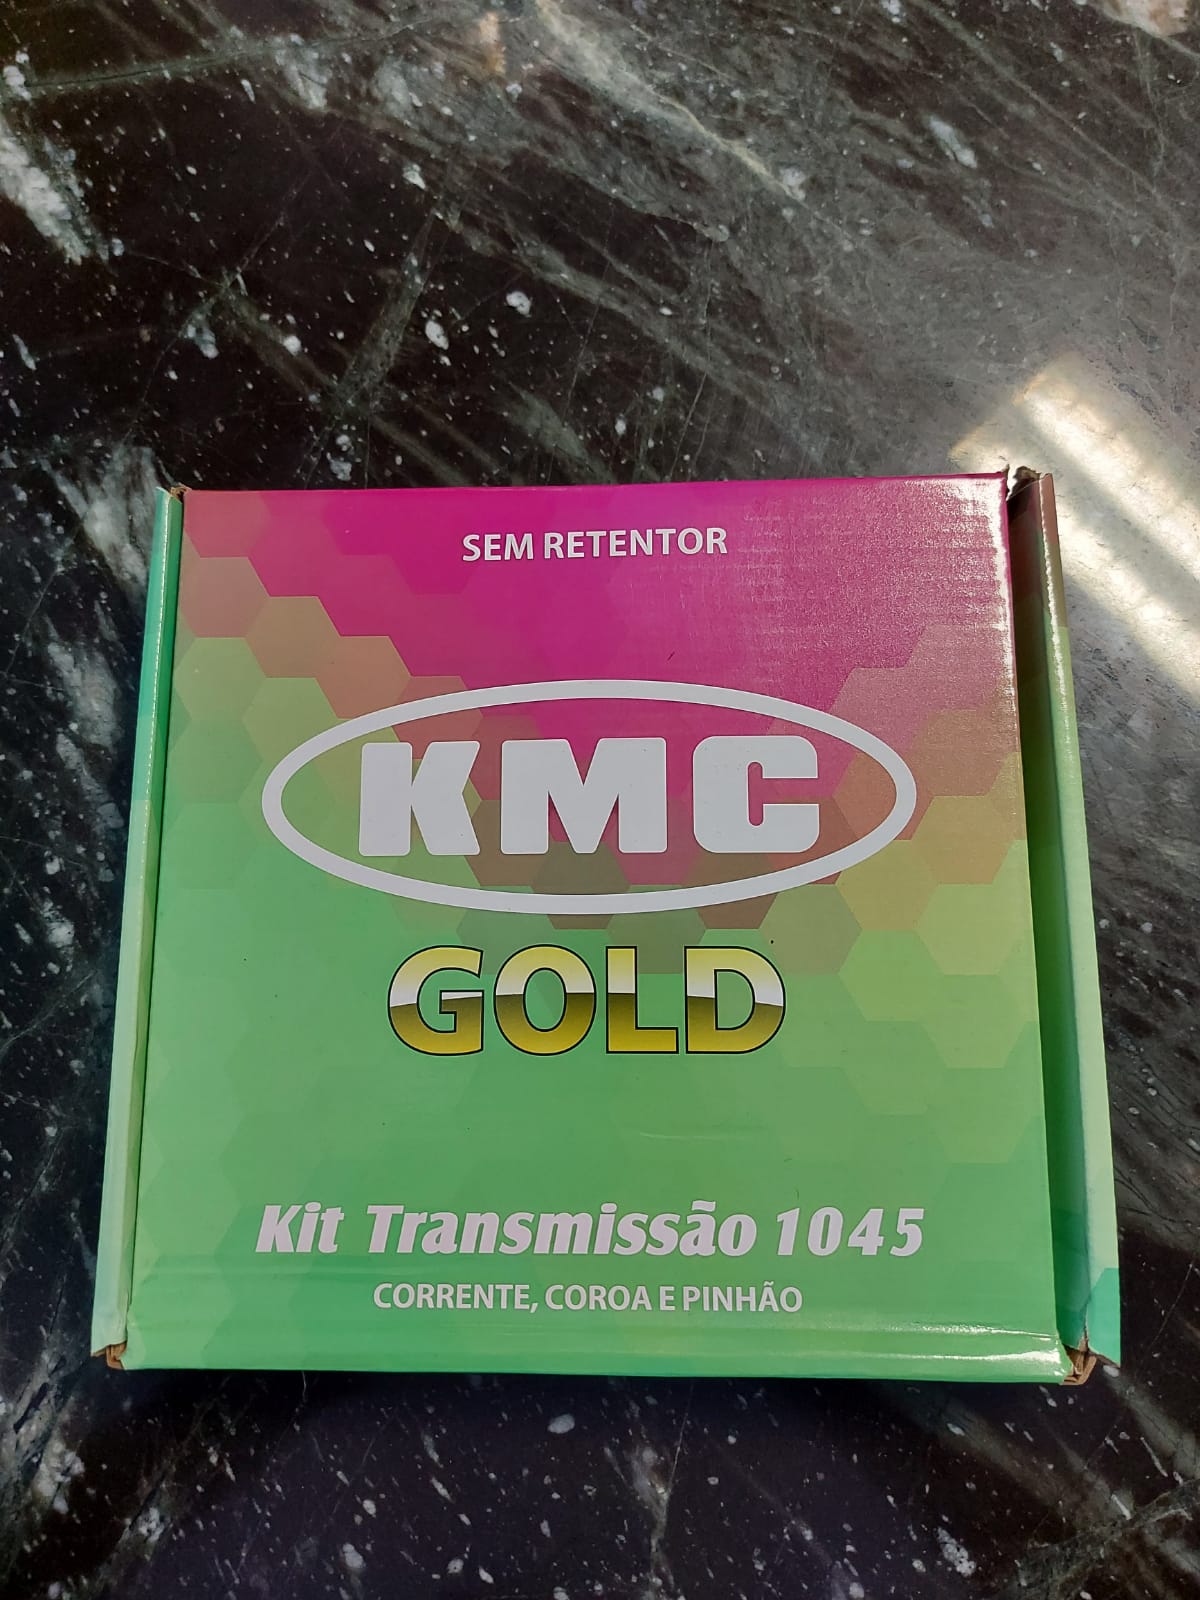 SEM RETENTOR
KMC
GOLD
Kit Transmissão 1045
CORRENTE, COROA E PINHÃO